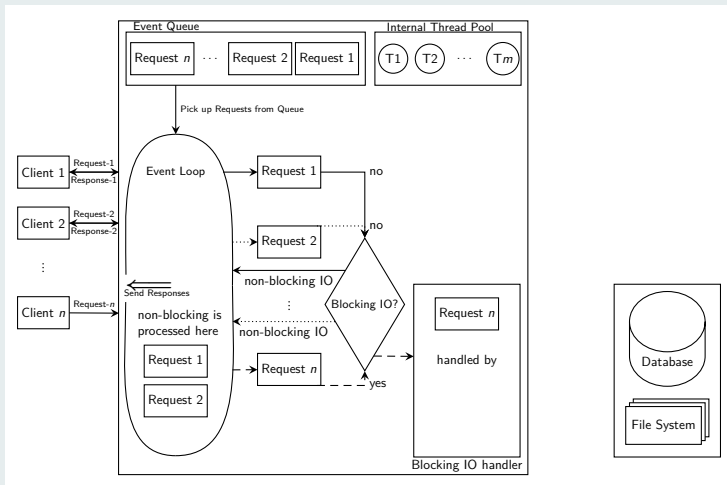 Event Queue
Request n
···
Request 2
Request 1
Internal Thread Pool
T1
T2
···
Tm
Pick up Requests from Queue
Client 1
Request-1
Response-1
Event Loop
Request 1
no
Client 2
Request-2
Response-2
Request 2
no
⋮
non-blocking IO
Send Responses
⋮
Blocking IO?
Client n
Request-n
non-blocking is
processed here
non-blocking IO
Request n
handled by
Request 1
Request n
yes
Request 2
Blocking IO handler
Database
File System